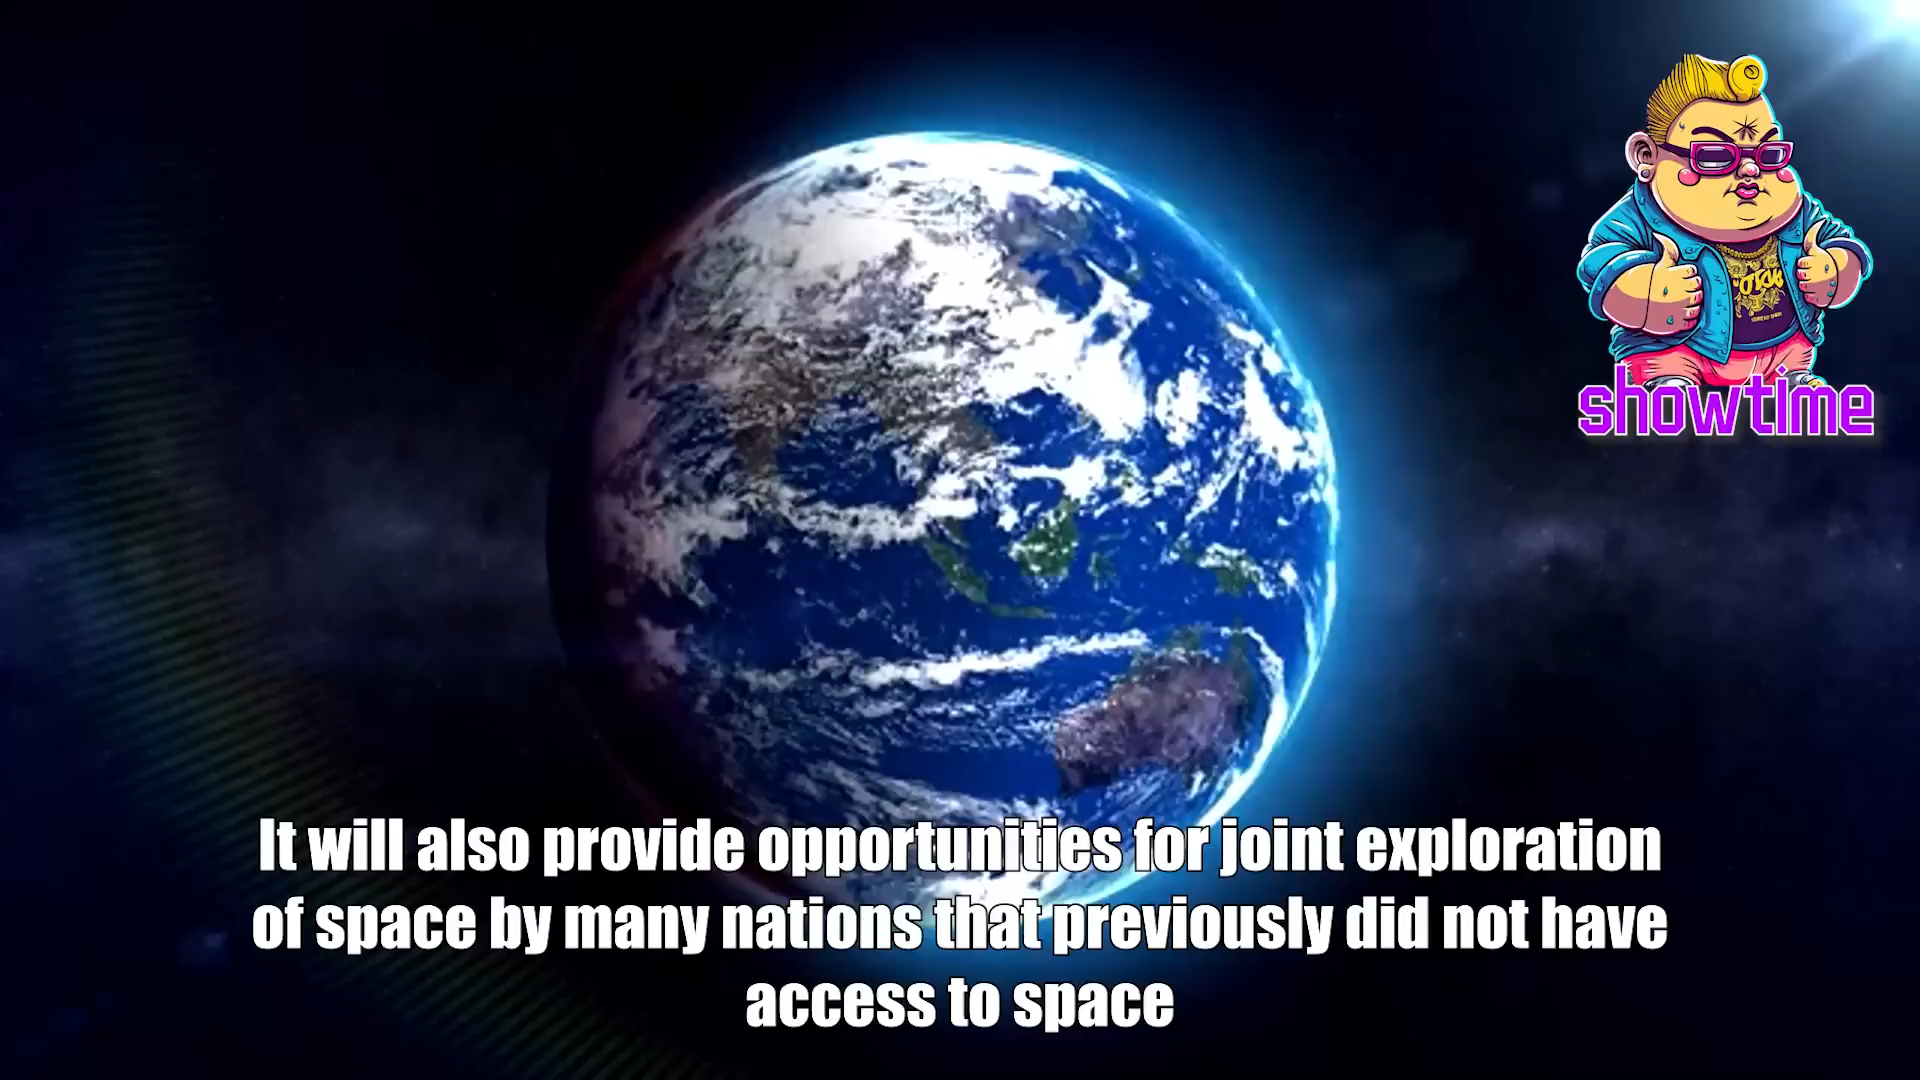 showtime
It will also provide opportunities for joint exploration
of space by many nations that previously did not have
access to space